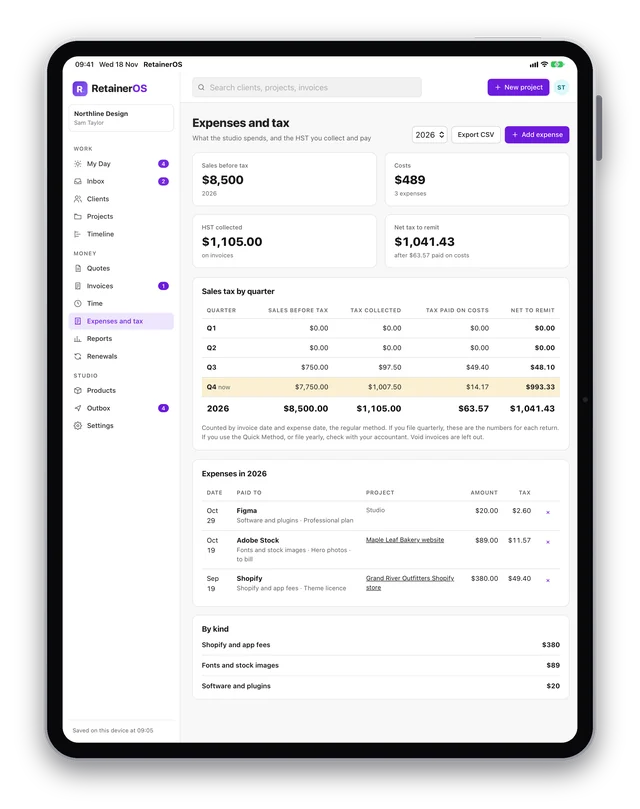 09:41 Wed 18 Nov RetainerOS
R RetainerOS
Search clients, projects, invoices
+ New project
ST
Northline Design
Sam Taylor
WORK
My Day 4
Inbox 2
Clients
Projects
Timeline
MONEY
Quotes
Invoices 1
Time
Expenses and tax
Reports
Renewals
STUDIO
Products
Outbox 4
Settings
Saved on this device at 09:05
Expenses and tax
What the studio spends, and the HST you collect and pay
2026
Export CSV
+ Add expense
Sales before tax
$8,500
2026
Costs
$489
3 expenses
HST collected
$1,105.00
on invoices
Net tax to remit
$1,041.43
after $63.57 paid on costs
Sales tax by quarter
QUARTER SALES BEFORE TAX TAX COLLECTED TAX PAID ON COSTS NET TO REMIT
Q1 $0.00 $0.00 $0.00 $0.00
Q2 $0.00 $0.00 $0.00 $0.00
Q3 $750.00 $97.50 $49.40 $48.10
Q4 now $7,750.00 $1,007.50 $14.17 $993.33
2026 $8,500.00 $1,105.00 $63.57 $1,041.43
Counted by invoice date and expense date, the regular method. If you file quarterly, these are the numbers for each return.
If you use the Quick Method, or file yearly, check with your accountant. Void invoices are left out.
Expenses in 2026
DATE PAID TO PROJECT AMOUNT TAX
Oct 29 Figma Studio $20.00 $2.60 ×
Software and plugins · Professional plan
Oct 19 Adobe Stock Maple Leaf Bakery website $89.00 $11.57 ×
Fonts and stock images · Hero photos ·
to bill
Sep 19 Shopify Grand River Outfitters Shopify store $380.00 $49.40 ×
Shopify and app fees · Theme licence
By kind
Shopify and app fees $380
Fonts and stock images $89
Software and plugins $20